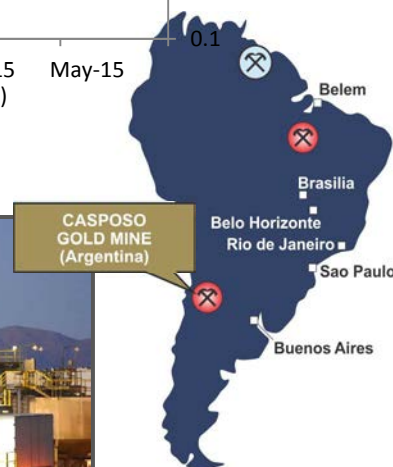 0.1
15 May-15
)
Belem
Brasilia
CASPOSO
GOLD MINE
(Argentina)
Belo Horizonte
Rio de Janeiro
Sao Paulo
Buenos Aires